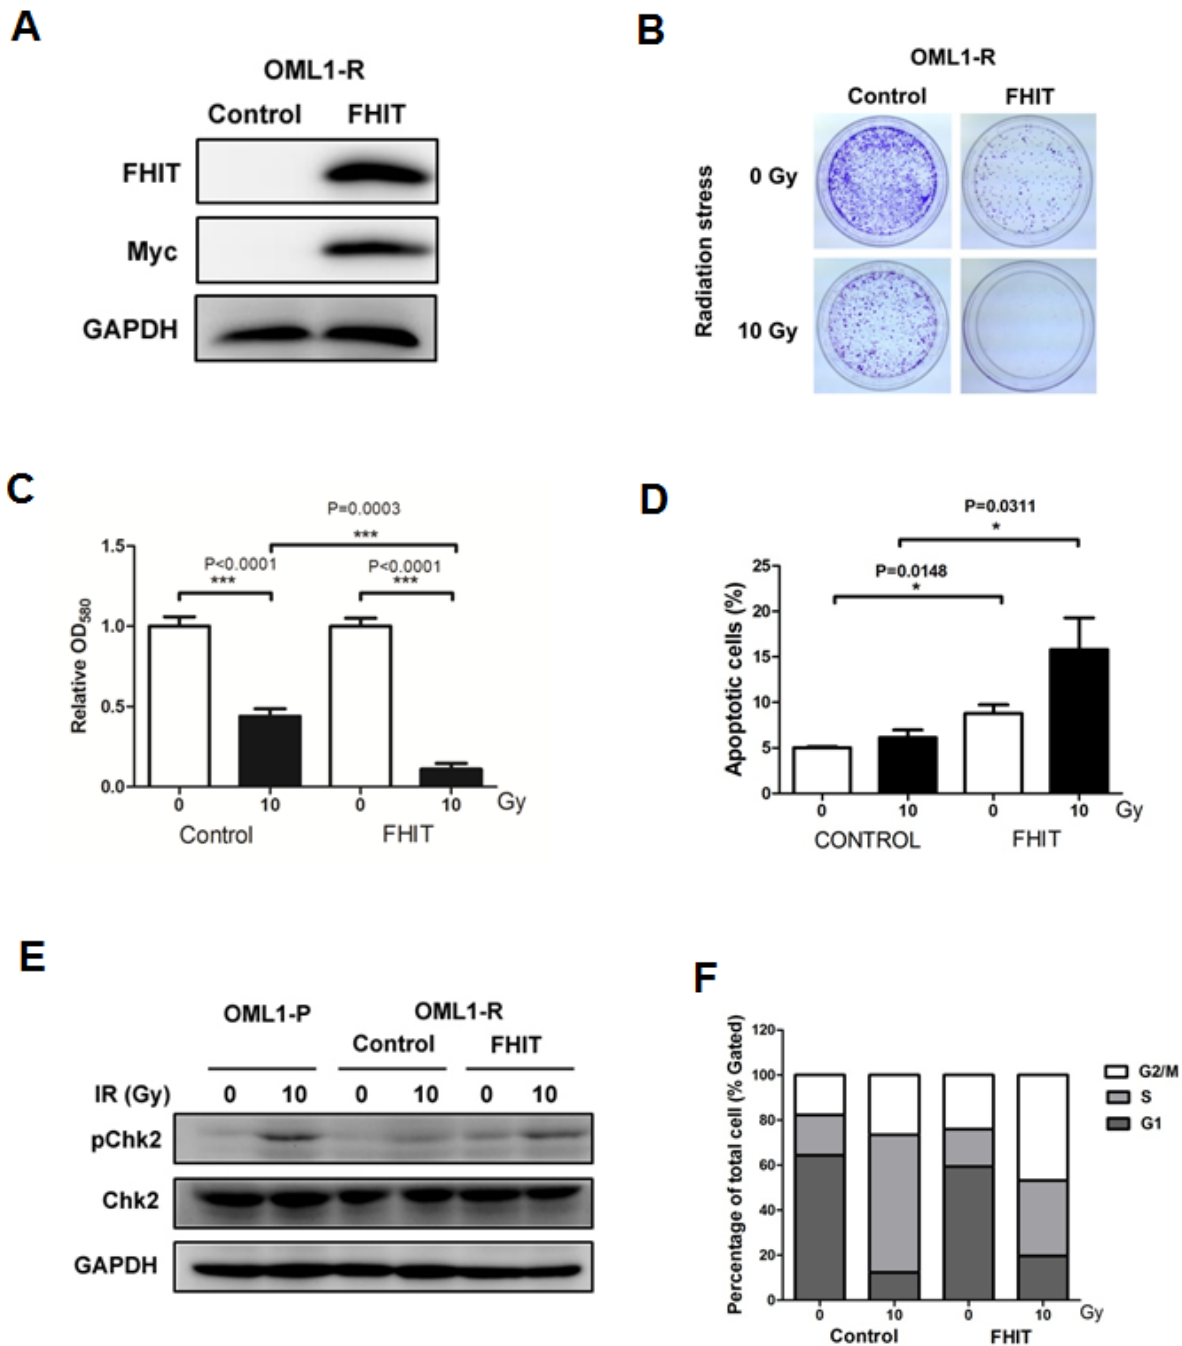 A
OML1-R
Control FHIT
FHIT
Myc
GAPDH
B
OML1-R
Control FHIT
Radiation stress
0 Gy
10 Gy
C
P=0.0003
***
P<0.0001 P<0.0001
*** ***
Relative OD580
1.5
1.0
0.5
0.0
0 10 0 10 Gy
Control FHIT
D
P=0.0311
*
P=0.0148
*
Apoptotic cells (%)
25
20
15
10
5
0
0 10 0 10 Gy
CONTROL FHIT
E
OML1-P OML1-R
Control FHIT
IR (Gy) 0 10 0 10 0 10
pChk2
Chk2
GAPDH
F
Percentage of total cell (% Gated)
120
100
80
60
40
20
0
G2/M
S
G1
0 10 0 10 Gy
Control FHIT